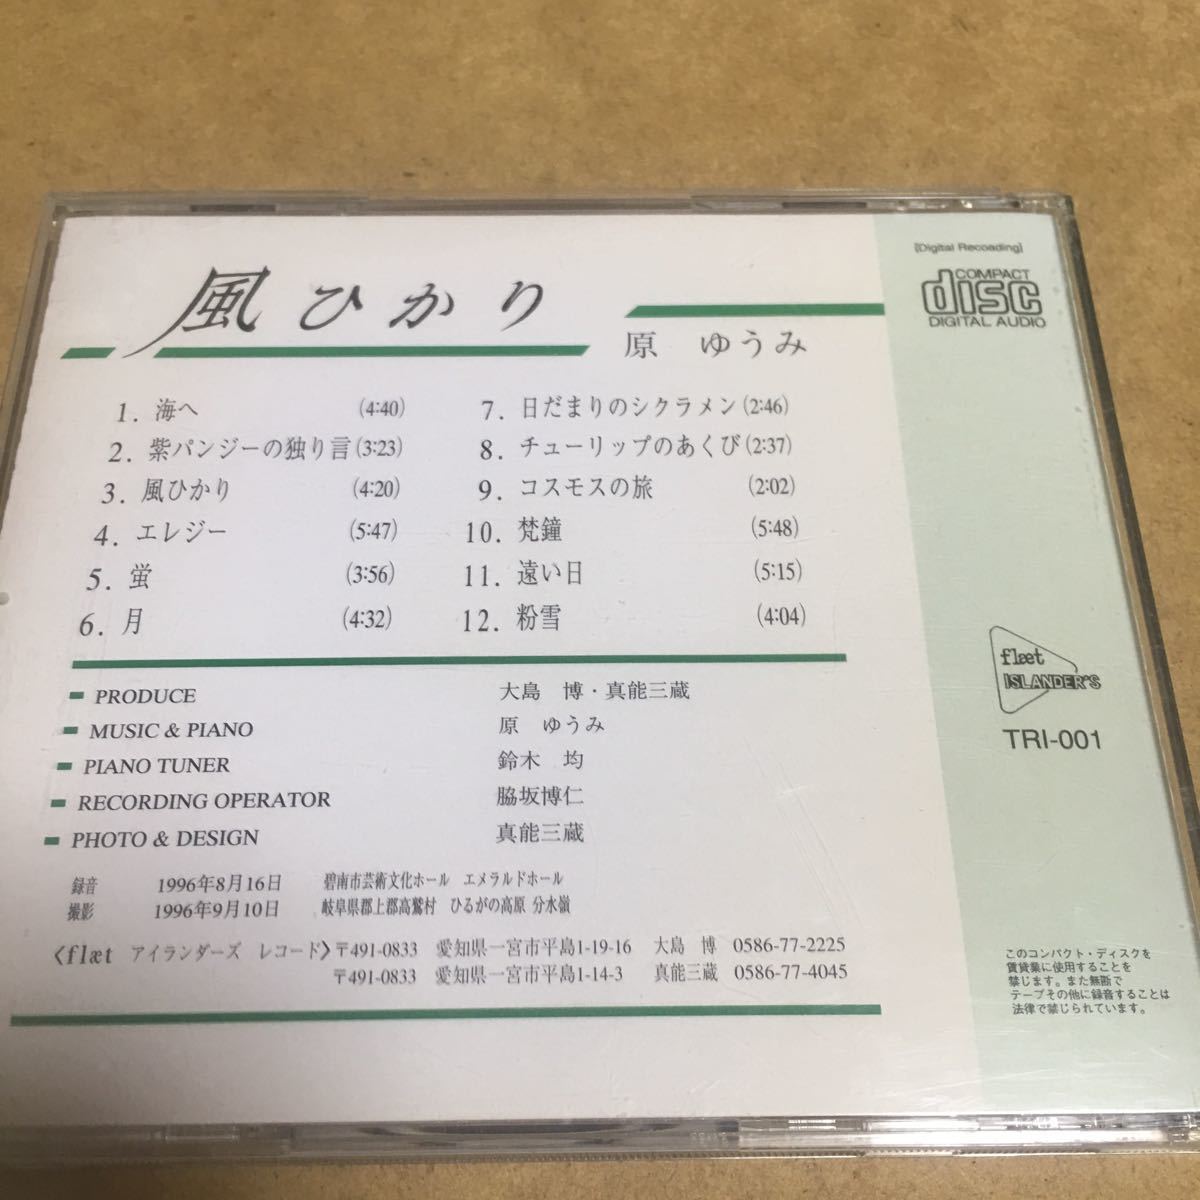 風ひかり
原 ゆうみ
1. 海へ (4:40)
2. 紫パンジーの独り言 (3:23)
3. 風ひかり (4:20)
4. エレジー (5:47)
5. 蛍 (3:56)
6. 月 (4:32)
7. 日だまりのシクラメン (2:46)
8. チューリップのあくび (2:37)
9. コスモスの旅 (2:02)
10. 梵鐘 (5:48)
11. 遠い日 (5:15)
12. 粉雪 (4:04)
PRODUCE 大島 博・真能三蔵
MUSIC & PIANO 原 ゆうみ
PIANO TUNER 鈴木 均
RECORDING OPERATOR 脇坂博仁
PHOTO & DESIGN 真能三蔵
録音 1996年8月16日 碧南市芸術文化ホール エメラルドホール
撮影 1996年9月10日 岐阜県郡上郡高鷲村 ひるがの高原 分水嶺
〈flæt アイランダーズ レコード〉〒491-0833 愛知県一宮市平島1-19-16 大島 博 0586-77-2225
〒491-0833 愛知県一宮市平島1-14-3 真能三蔵 0586-77-4045
[Digital Recoading]
COMPACT
disc
DIGITAL AUDIO
flæt
ISLANDER'S
TRI-001
このコンパクト・ディスクを
賃貸業に使用することを
禁じます。また無断で
テープその他に録音することは
法律で禁じられています。